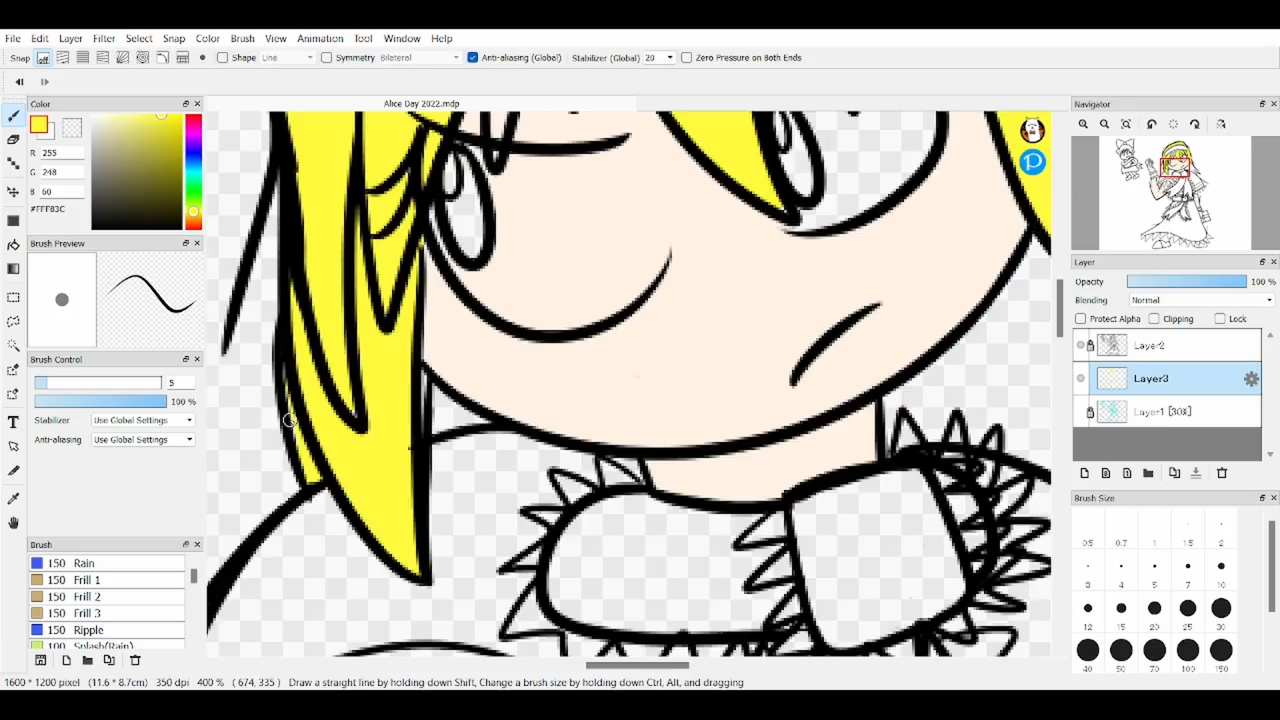 File Edit Layer Filter Select Snap Color Brush View Animation Tool Window Help
Snap off Shape Line Symmetry Bilateral Anti-aliasing (Global) Stabilizer (Global) 20 Zero Pressure on Both Ends
Color
Alice Day 2022.mdp
Navigator
R 255
G 248
B 60
#FFF83C
Brush Preview
Layer
Opacity 100 %
Blending Normal
Protect Alpha Clipping Lock
Layer2
Layer3
Layer1 [30%]
Brush Control
5
100 %
Stabilizer Use Global Settings
Anti-aliasing Use Global Settings
T
Brush
150 Rain
150 Frill 1
150 Frill 2
150 Frill 3
150 Ripple
100 Splash(Rain)
Brush Size
0.5 0.7 1 1.5 2
3 4 5 7 10
12 15 20 25 30
40 50 70 100 150
1600 * 1200 pixel (11.6 * 8.7cm) 350 dpi 400 % ( 674, 335 ) Draw a straight line by holding down Shift, Change a brush size by holding down Ctrl, Alt, and dragging